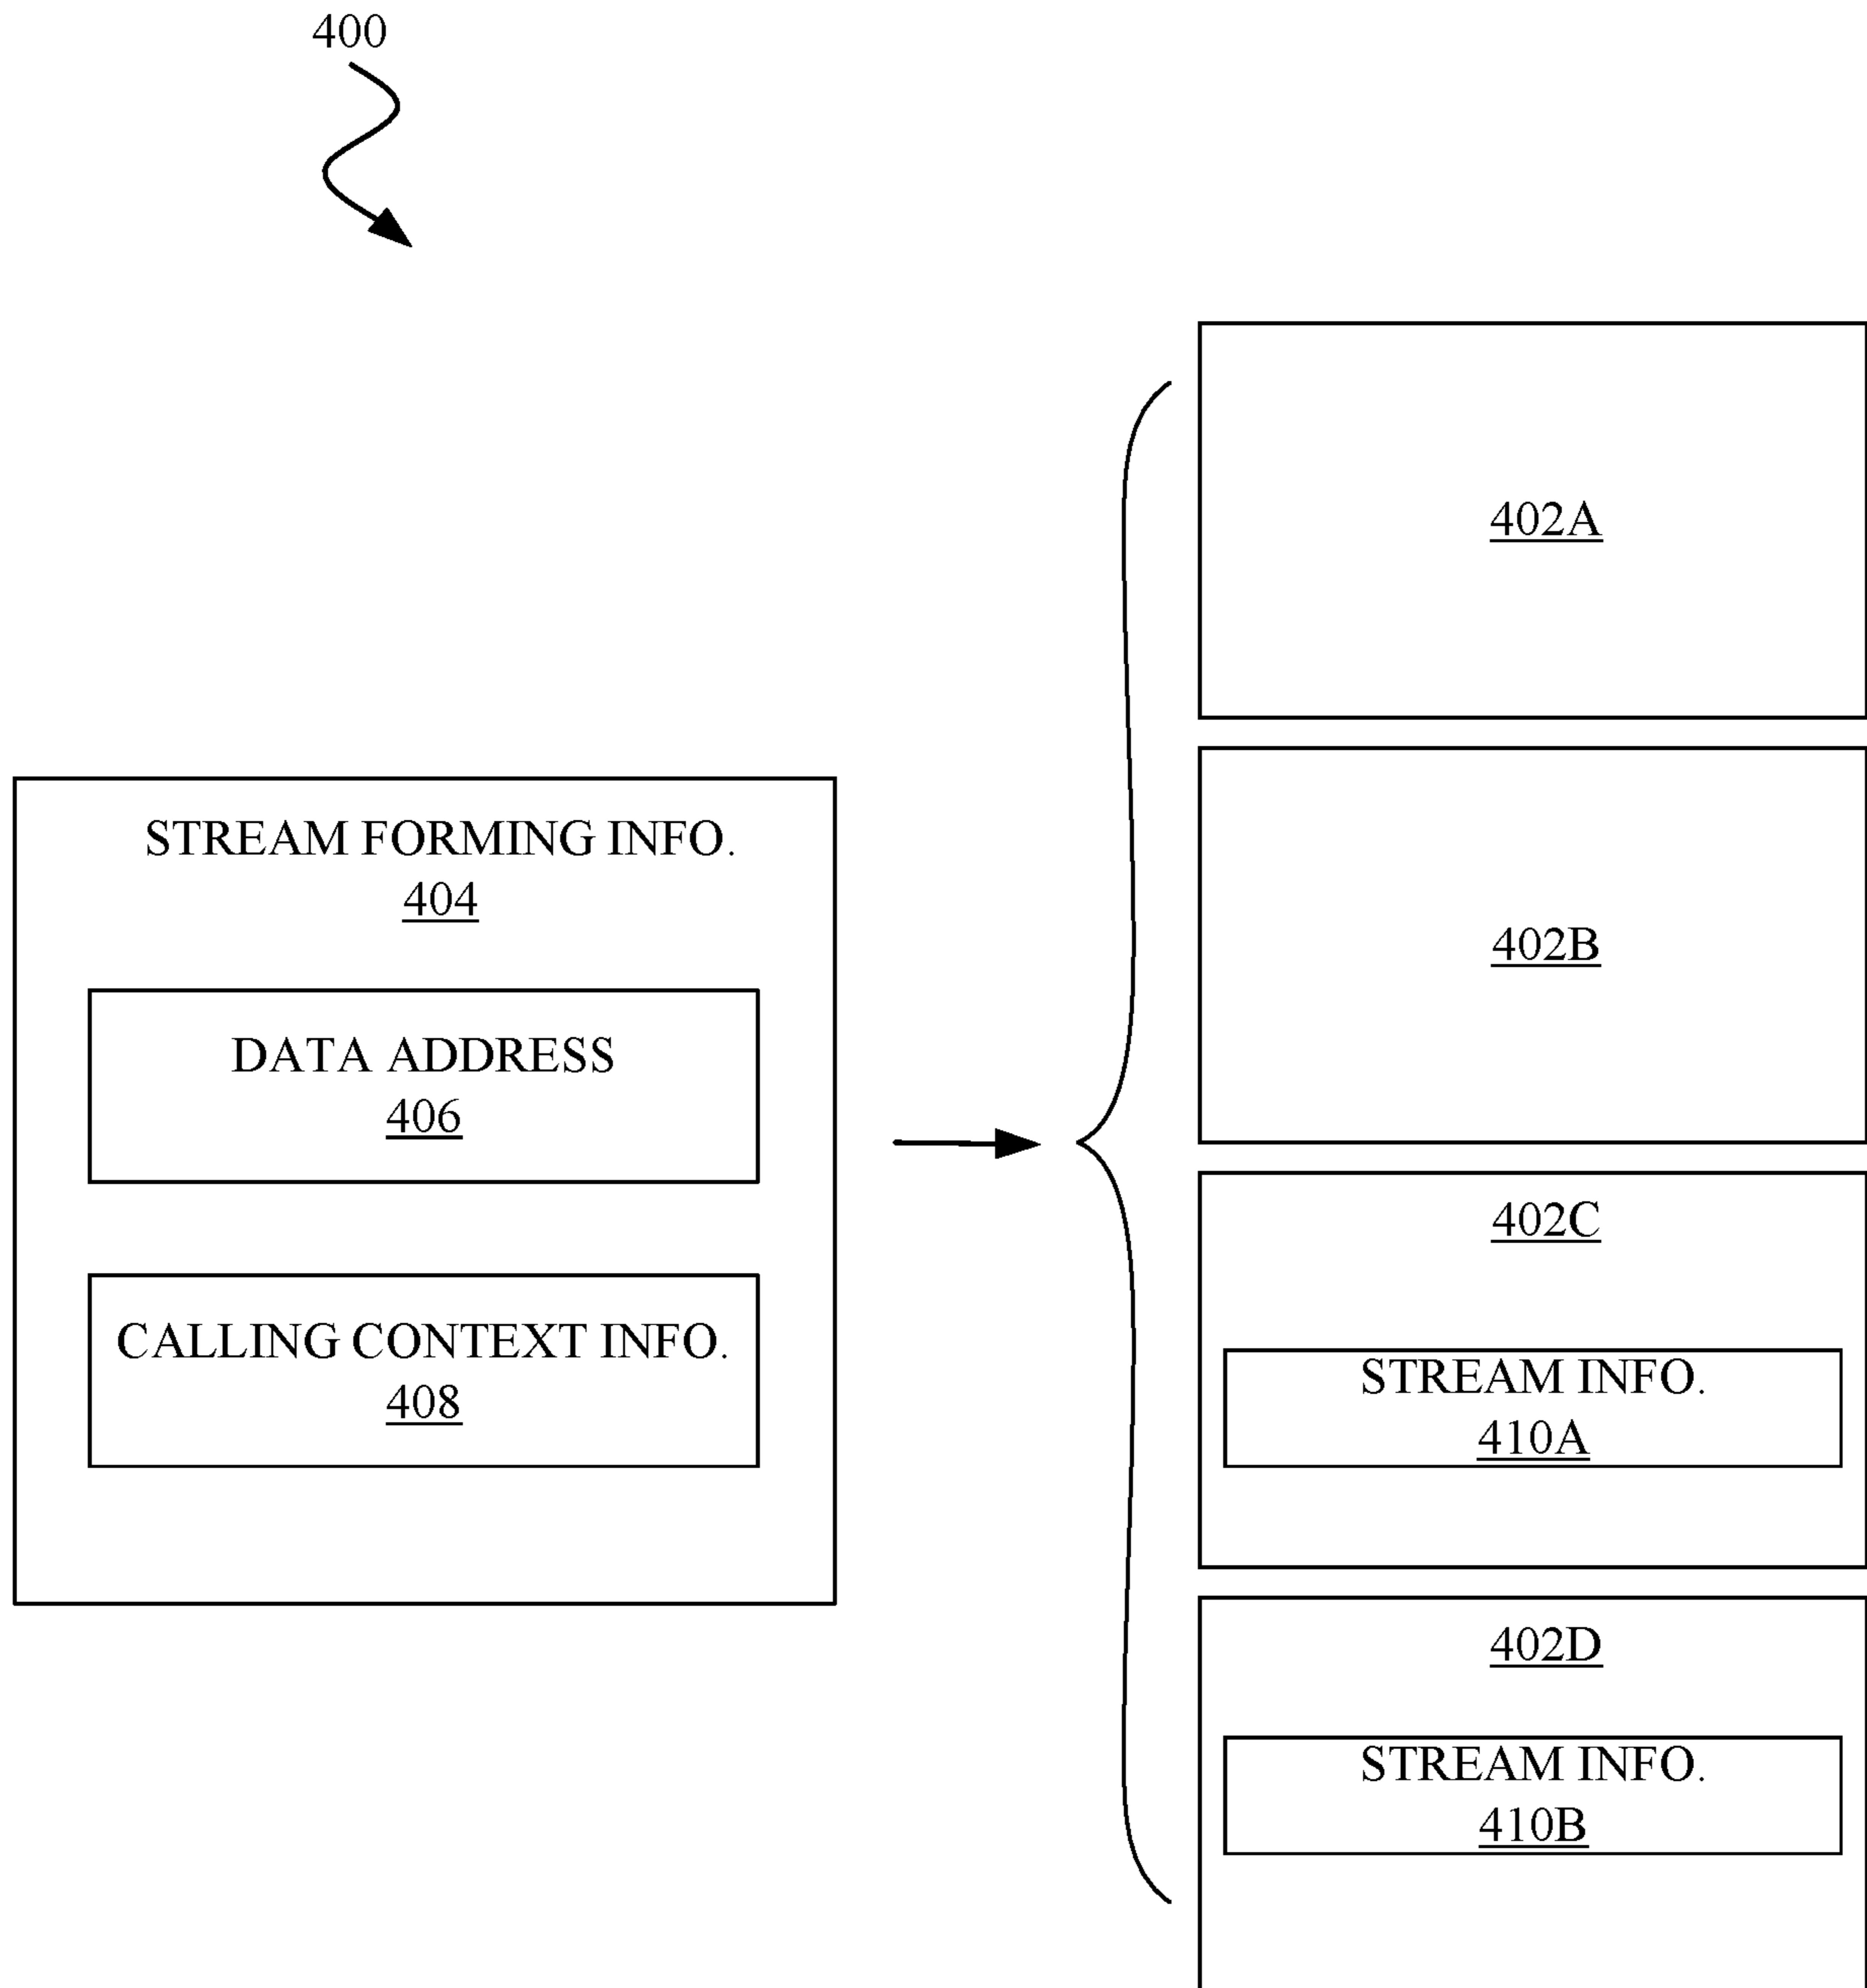 400
STREAM FORMING INFO.
404
DATA ADDRESS
406
CALLING CONTEXT INFO.
408
402A
402B
402C
STREAM INFO.
410A
402D
STREAM INFO.
410B